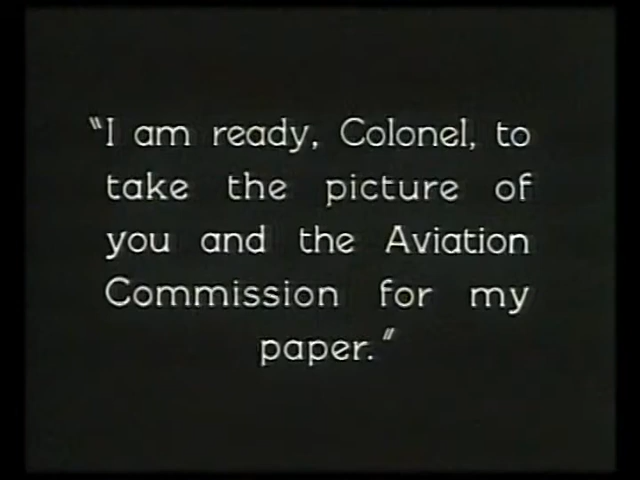 "I am ready, Colonel, to
take the picture of
you and the Aviation
Commission for my
paper."